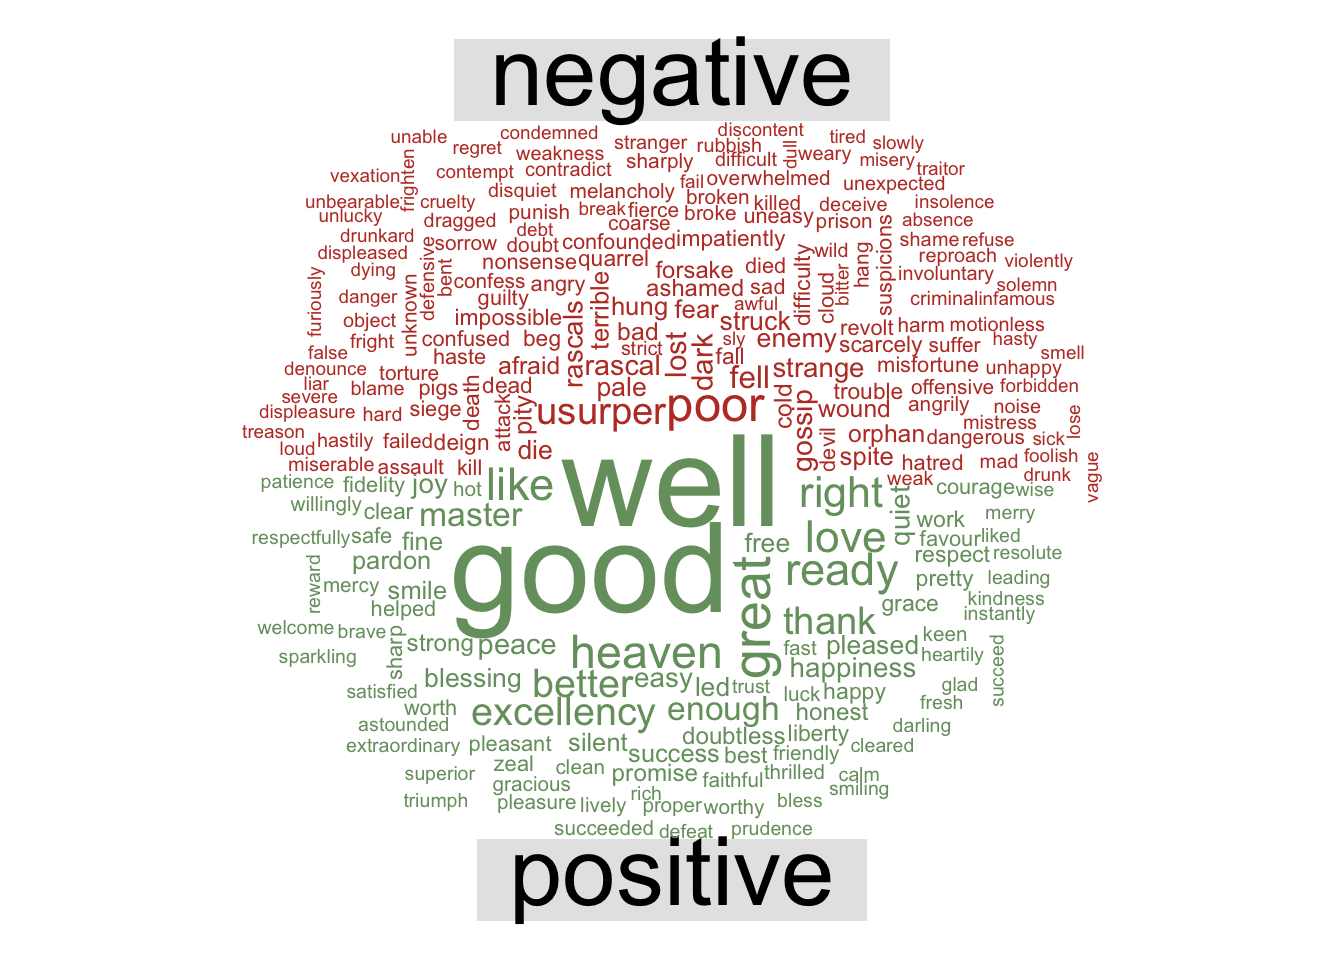 negative
unable condemned stranger discontent tired slowly
regret weakness sharply rubbish difficult dull weary misery traitor
vexation frighten contempt contradict fail overwhelmed unexpected
unbearable cruelty disquiet melancholy broken killed deceive insolence
unlucky dragged punish break fierce broke uneasy prison absence
drunkard sorrow debt coarse suspicions shame refuse
displeased defensive doubt confounded impatiently wild hang reproach violently
dying bent nonsense quarrel forsake died difficulty cloud bitter involuntary solemn
furiously danger unknown confess angry terrible ashamed sad criminal infamous
object guilty hung fear awful
fright impossible rascals bad struck revolt harm motionless
false confused beg strict lost dark sly enemy scarcely suffer hasty
denounce haste afraid rascal fall strange misfortune unhappy smell
liar torture pigs dead pale fell trouble offensive forbidden
severe blame death attack pity usurper poor cold gossip wound angrily noise
displeasure hard siege mistress lose
treason hastily failed deign die devil orphan dangerous sick
loud miserable assault kill spite hatred mad foolish
weak drunk vague
patience fidelity joy hot like well right quiet courage wise
willingly clear master work merry
respectfully safe fine free love favour liked
pardon good great ready respect resolute
reward mercy smile pretty leading
helped grace kindness
welcome brave thank instantly
sharp strong peace heaven fast pleased keen
sparkling happiness heartily succeed
blessing better easy led trust luck happy glad
satisfied worth excellency enough honest fresh
astounded doubtless liberty darling
extraordinary pleasant silent success best friendly cleared
superior zeal clean promise faithful thrilled calm
gracious rich smiling
triumph pleasure lively proper worthy bless
succeeded defeat prudence
positive